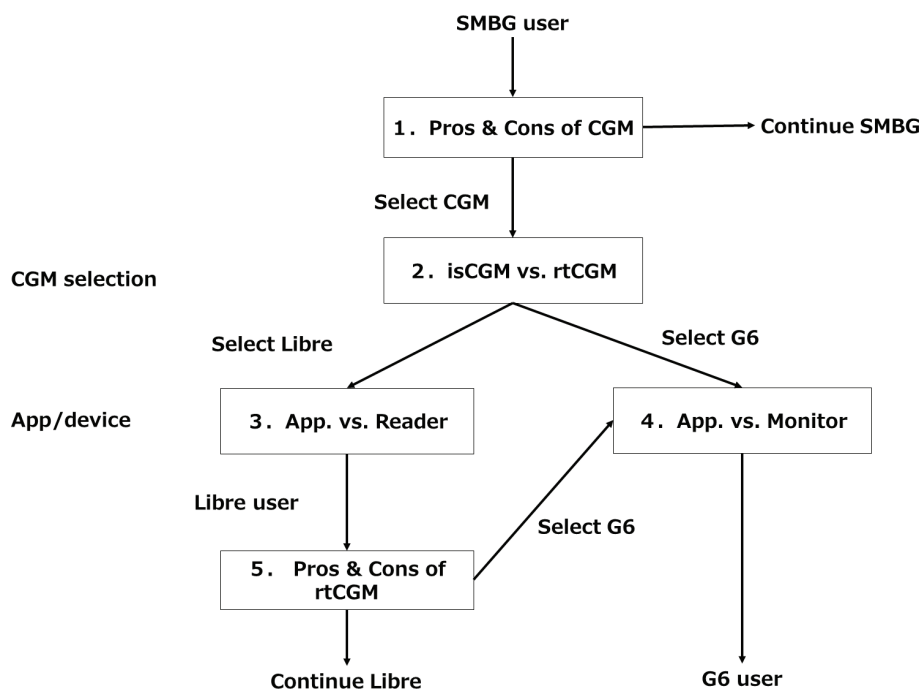 SMBG user
1. Pros & Cons of CGM
Continue SMBG
Select CGM
CGM selection
2. isCGM vs. rtCGM
Select Libre
Select G6
App/device
3. App. vs. Reader
4. App. vs. Monitor
Libre user
Select G6
5. Pros & Cons of
rtCGM
Continue Libre
G6 user